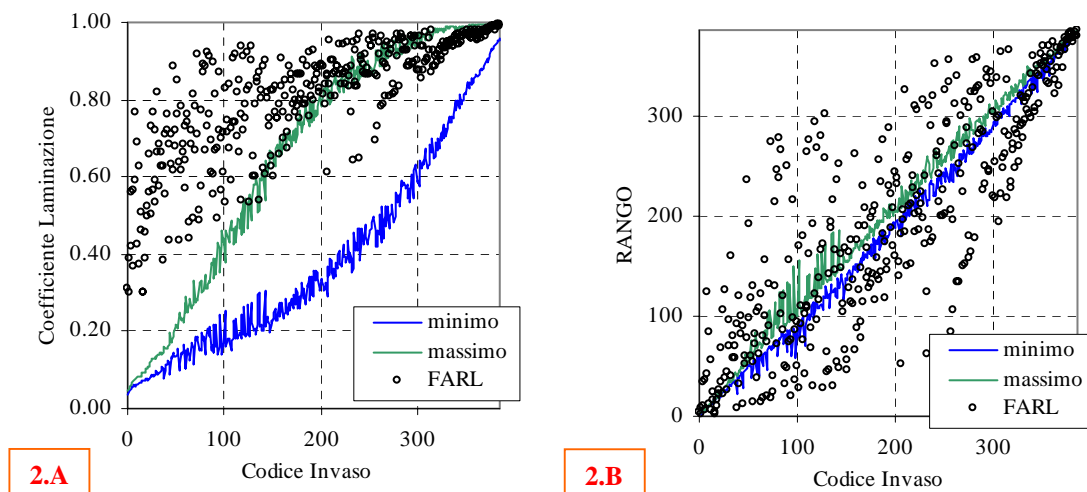 1.00
0.80
0.60
0.40
0.20
0.00
0
100
200
300
Coefficiente Laminazione
Codice Invaso
minimo
massimo
FARL
2.A
300
200
100
0
0
100
200
300
RANGO
Codice Invaso
minimo
massimo
FARL
2.B